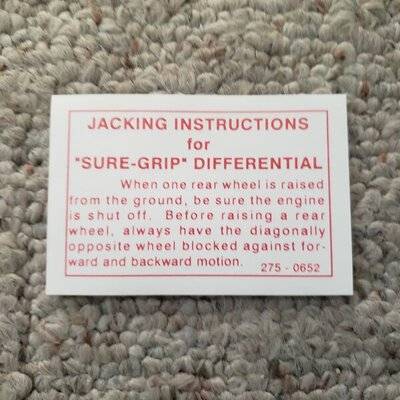 JACKING INSTRUCTIONS
for
"SURE-GRIP" DIFFERENTIAL
When one rear wheel is raised
from the ground, be sure the engine
is shut off. Before raising a rear
wheel, always have the diagonally
opposite wheel blocked against for-
ward and backward motion. 275 - 0652